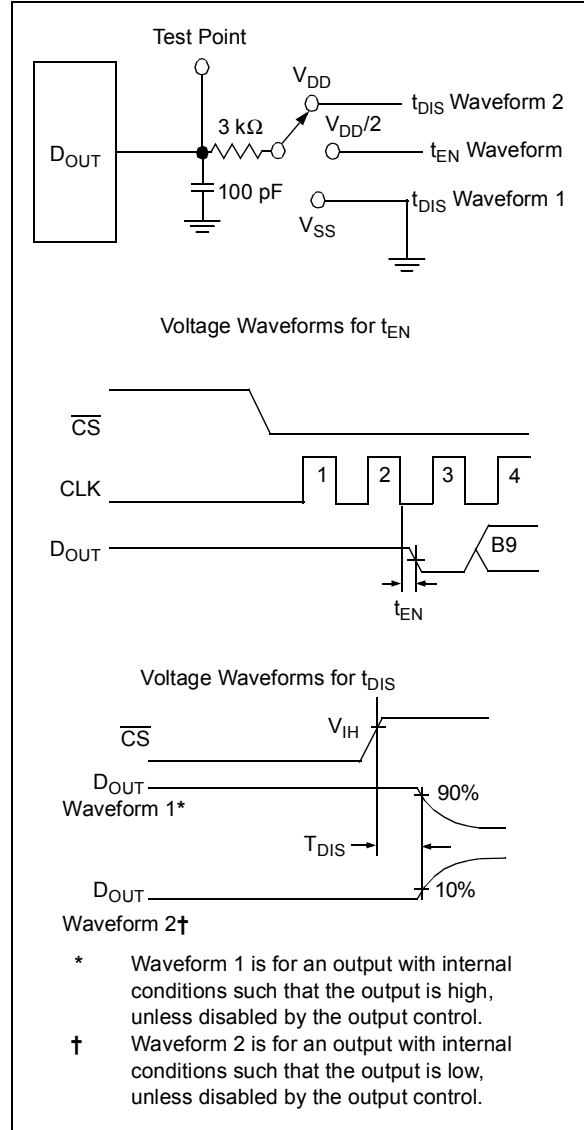 Test Point
V_DD
t_DIS Waveform 2
3 kΩ
V_DD/2
D_OUT
t_EN Waveform
100 pF
t_DIS Waveform 1
V_SS
Voltage Waveforms for t_EN
CS
1 2 3 4
CLK
D_OUT
B9
t_EN
Voltage Waveforms for t_DIS
V_IH
CS
D_OUT
90%
Waveform 1*
T_DIS
D_OUT
10%
Waveform 2†
* Waveform 1 is for an output with internal
conditions such that the output is high,
unless disabled by the output control.
† Waveform 2 is for an output with internal
conditions such that the output is low,
unless disabled by the output control.